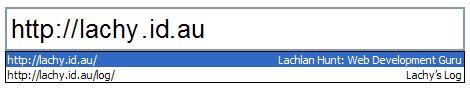 http://lachy.id.au
http://lachy.id.au/ Lachlan Hunt: Web Development Guru
http://lachy.id.au/log/ Lachy's Log